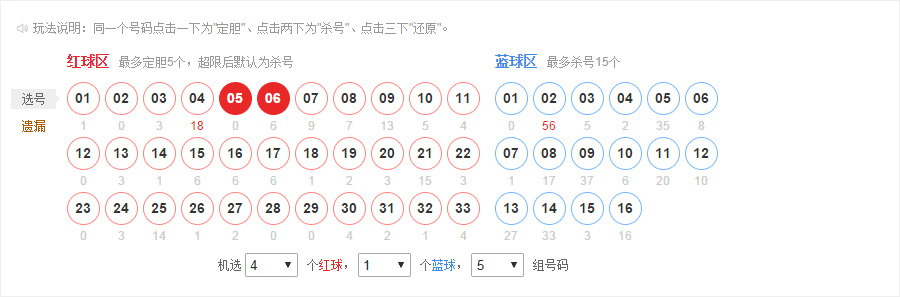 玩法说明：同一个号码点击一下为"定胆"、点击两下为"杀号"、点击三下"还原"。
红球区 最多定胆5个，超限后默认为杀号 蓝球区 最多杀号15个
选号 01 02 03 04 05 06 07 08 09 10 11 01 02 03 04 05 06
遗漏 1 0 3 18 0 6 9 7 13 5 4 0 56 5 2 35 8
12 13 14 15 16 17 18 19 20 21 22 07 08 09 10 11 12
0 3 1 6 6 6 1 2 3 15 3 1 17 37 6 20 10
23 24 25 26 27 28 29 30 31 32 33 13 14 15 16
0 3 14 1 2 0 0 4 2 1 4 27 33 3 16
机选 4 个红球， 1 个蓝球， 5 组号码